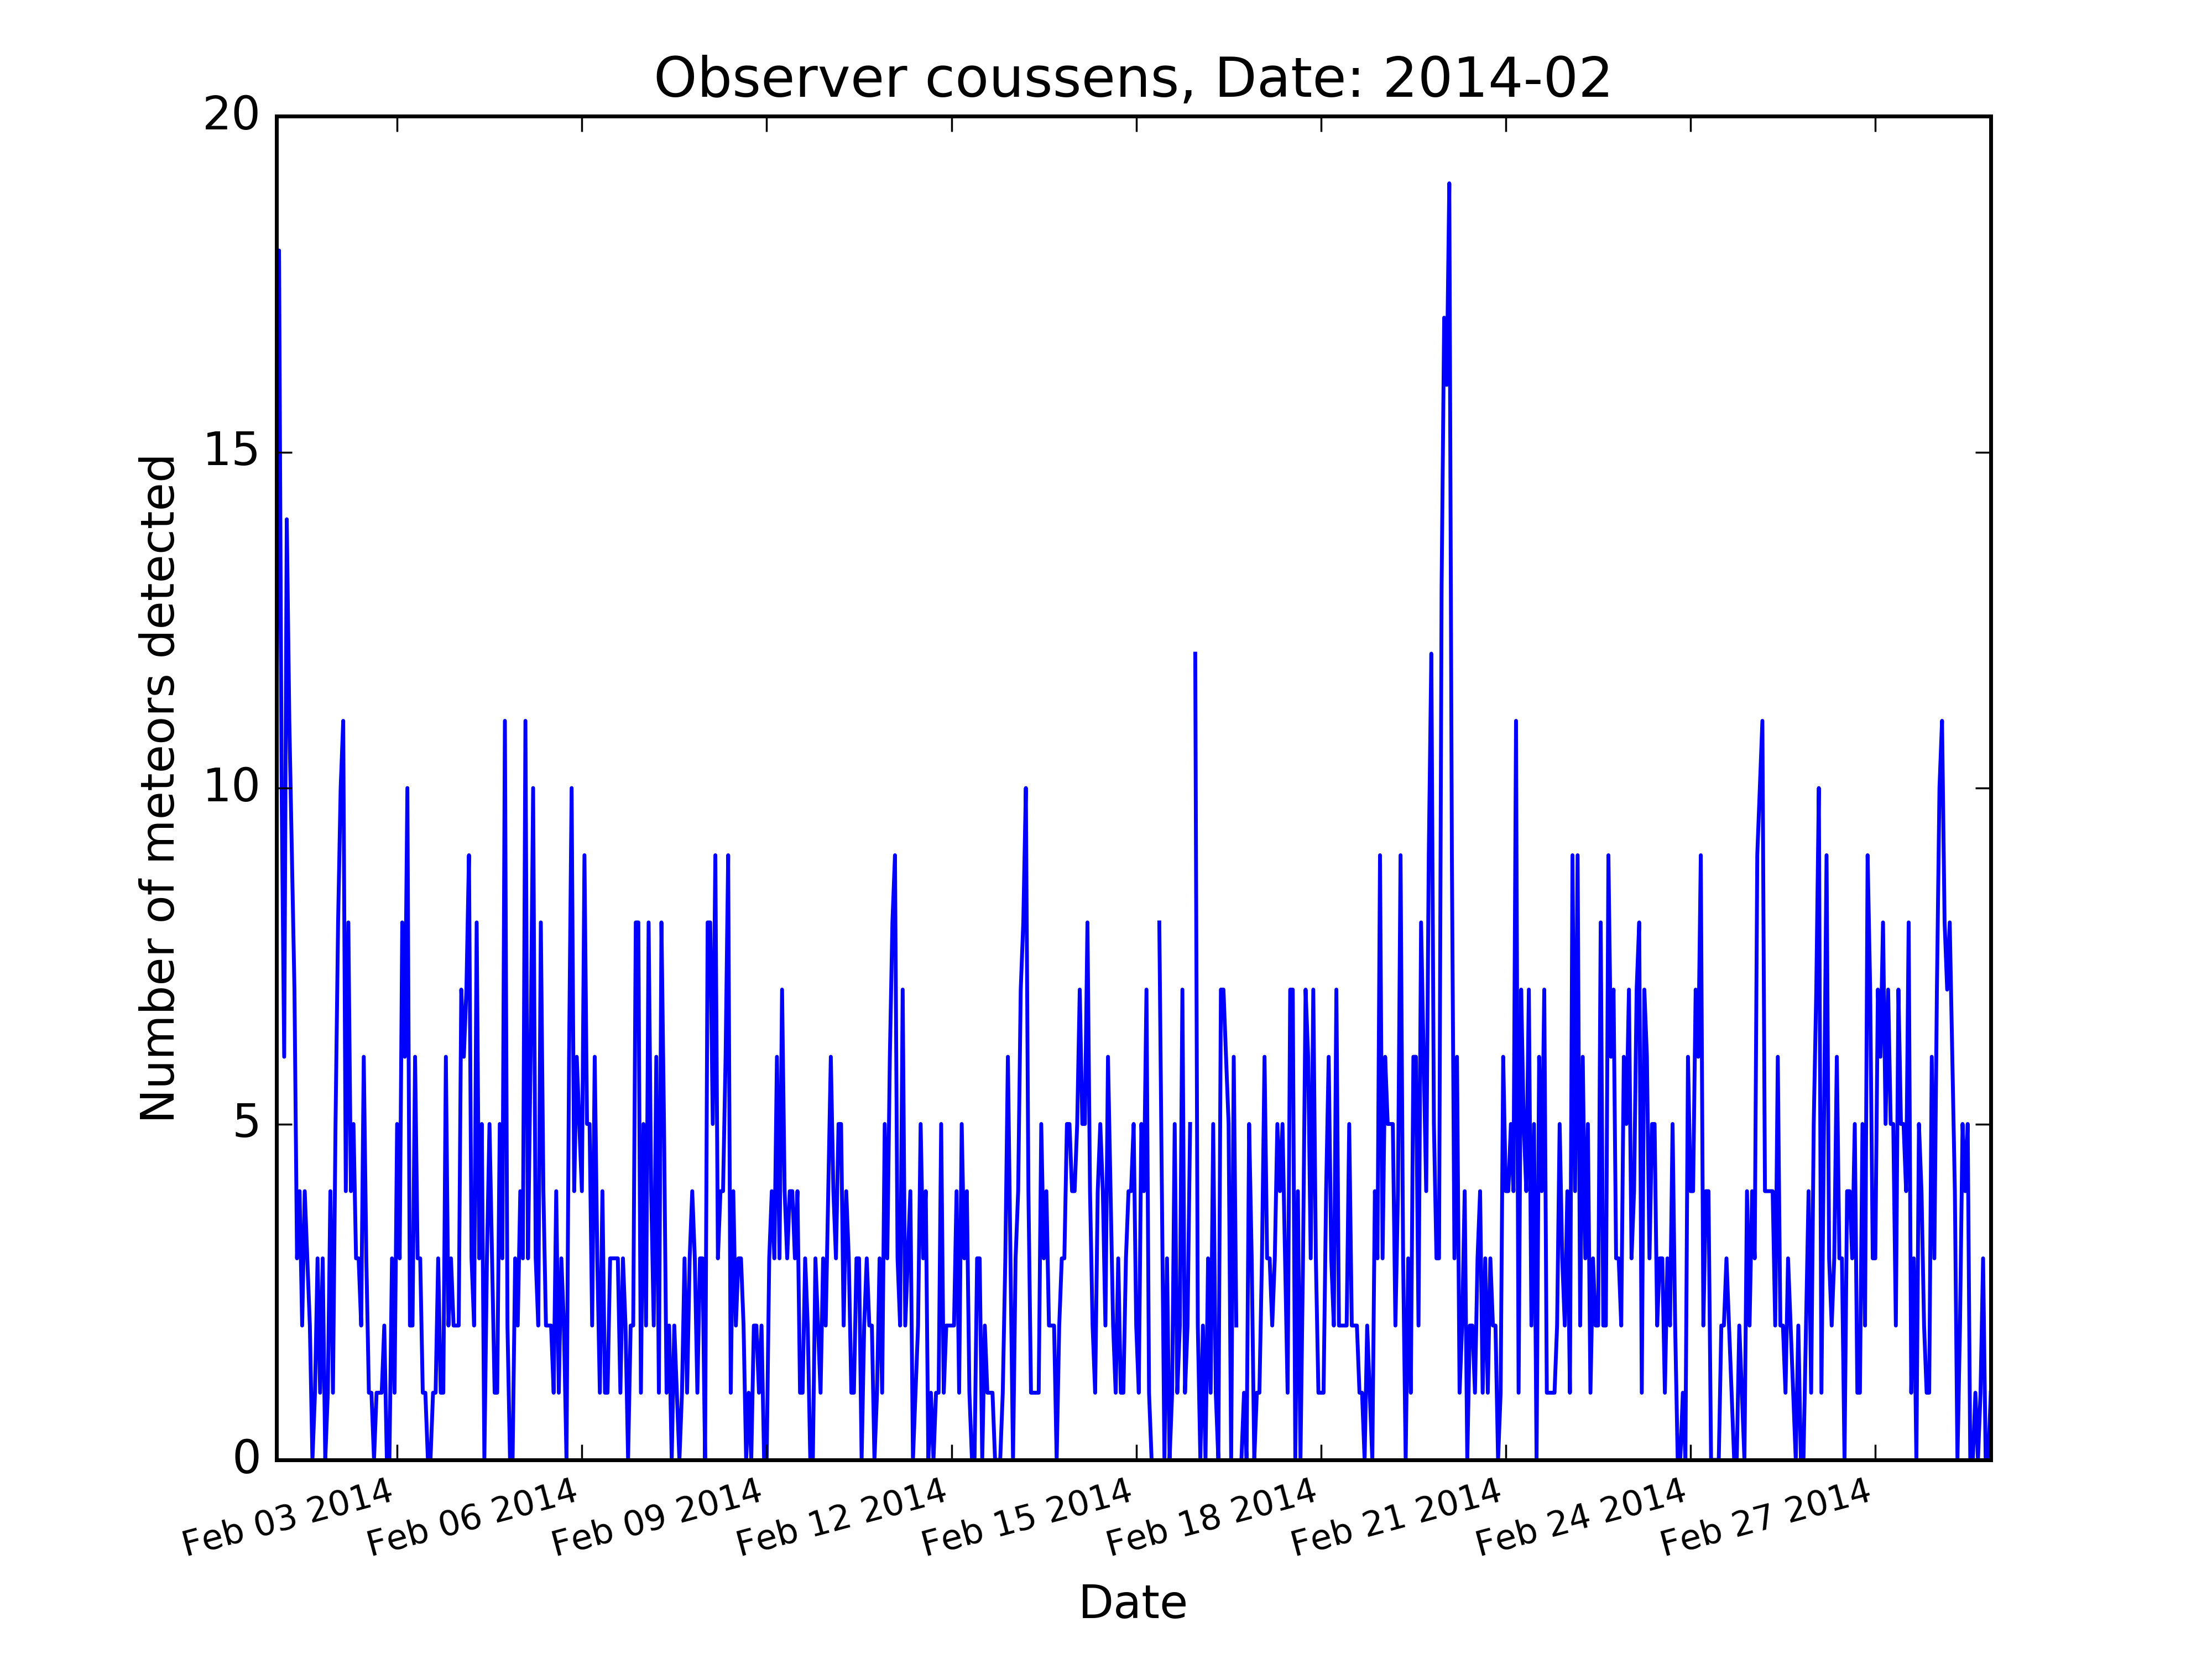 Observer coussens, Date: 2014-02
20
15
10
5
0
Number of meteors detected
Feb 03 2014
Feb 06 2014
Feb 09 2014
Feb 12 2014
Feb 15 2014
Feb 18 2014
Feb 21 2014
Feb 24 2014
Feb 27 2014
Date